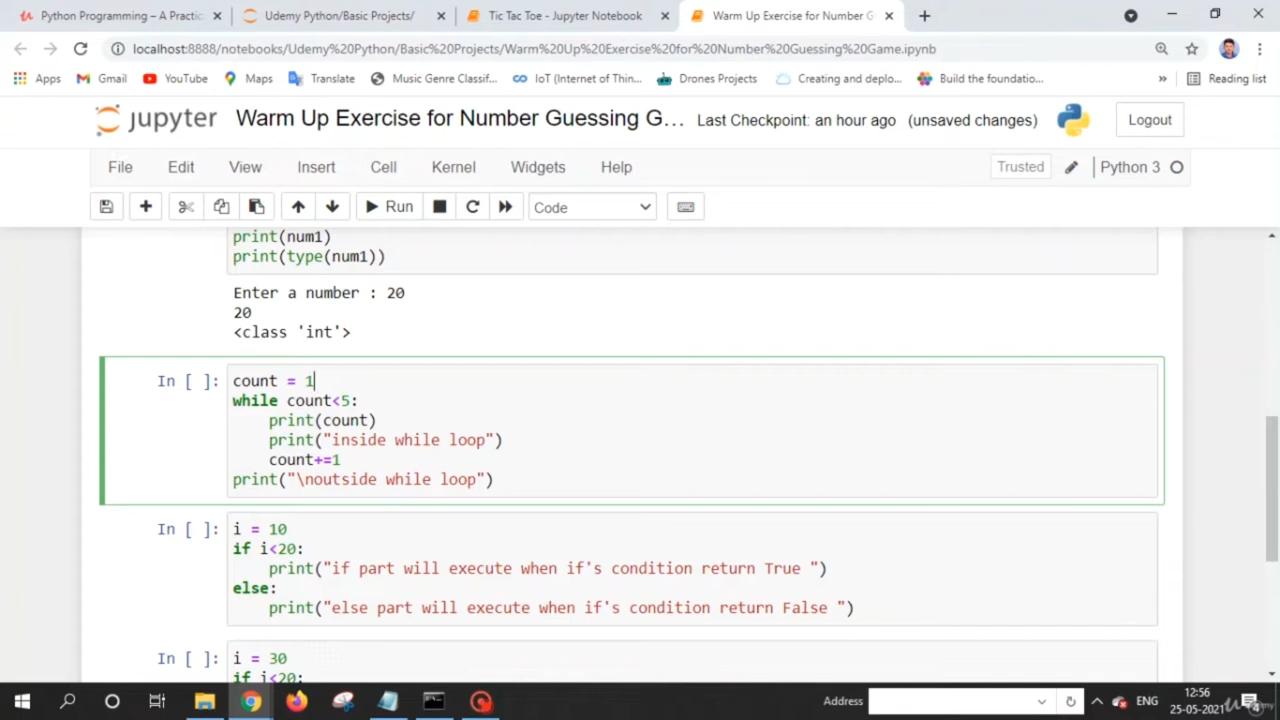 Python Programming – A Practic
Udemy Python/Basic Projects/
Tic Tac Toe - Jupyter Notebook
Warm Up Exercise for Number G
localhost:8888/notebooks/Udemy%20Python/Basic%20Projects/Warm%20Up%20Exercise%20for%20Number%20Guessing%20Game.ipynb
Apps
Gmail
YouTube
Maps
Translate
Music Genre Classif...
IoT (Internet of Thin...
Drones Projects
Creating and deplo...
Build the foundatio...
»
Reading list
jupyter
Warm Up Exercise for Number Guessing G...
Last Checkpoint: an hour ago
(unsaved changes)
Logout
File
Edit
View
Insert
Cell
Kernel
Widgets
Help
Trusted
Python 3
Run
Code
print(num1)
print(type(num1))
Enter a number : 20
20
<class 'int'>
In [ ]:
count = 1
while count<5:
    print(count)
    print("inside while loop")
    count+=1
print("\noutside while loop")
In [ ]:
i = 10
if i<20:
    print("if part will execute when if's condition return True ")
else:
    print("else part will execute when if's condition return False ")
In [ ]:
i = 30
if i<20:
Address
ENG
12:56
25-05-2021
4